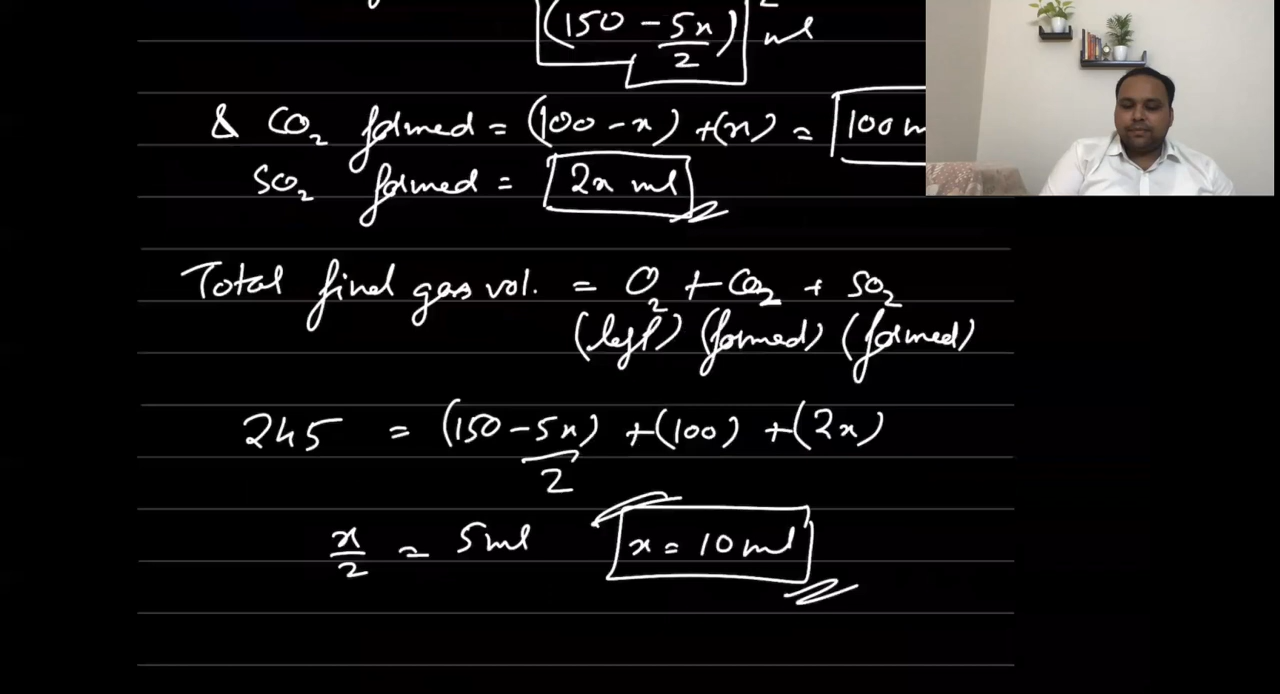 (150 - 5x/2) ml
& CO₂ formed = (100 - x) + (x) = 100 m
SO₂ formed = 2x ml
Total final gas vol. = O₂ + CO₂ + SO₂
(left) (formed) (formed)
245 = (150 - 5x/2) + (100) + (2x)
x/2 = 5ml x = 10 ml